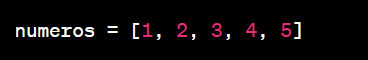 numeros = [1, 2, 3, 4, 5]